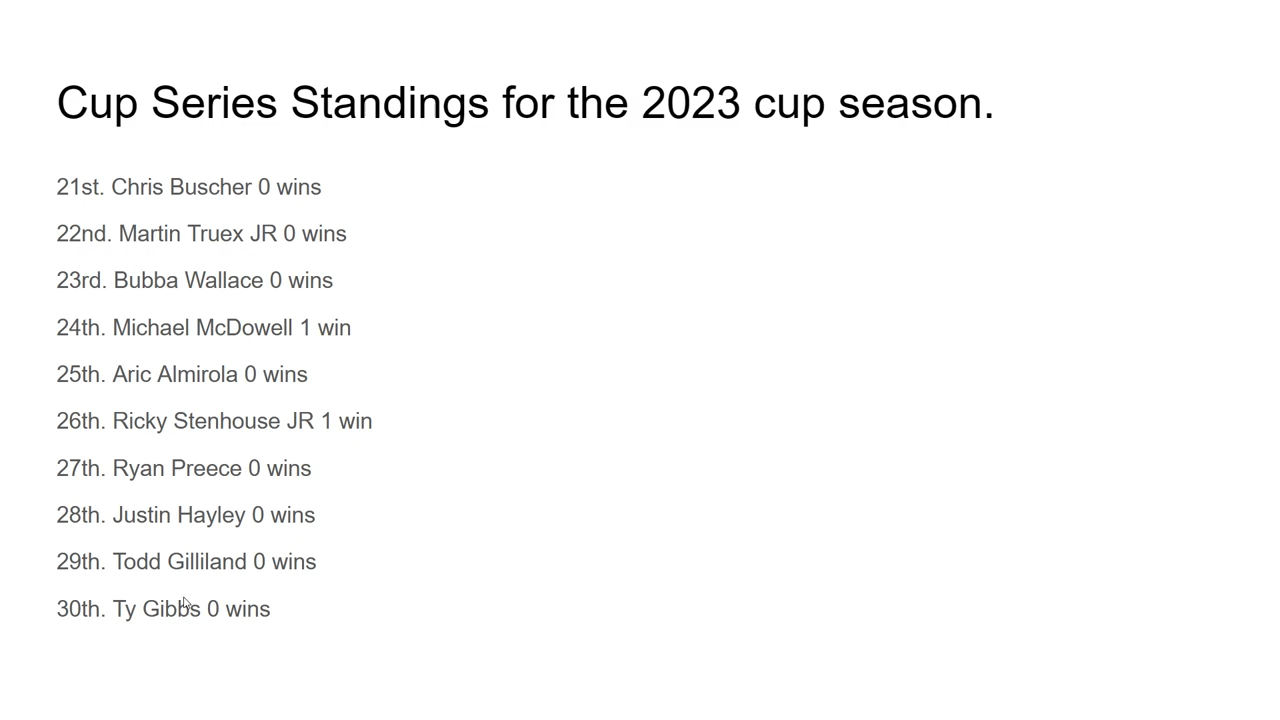 Cup Series Standings for the 2023 cup season.
21st. Chris Buscher 0 wins
22nd. Martin Truex JR 0 wins
23rd. Bubba Wallace 0 wins
24th. Michael McDowell 1 win
25th. Aric Almirola 0 wins
26th. Ricky Stenhouse JR 1 win
27th. Ryan Preece 0 wins
28th. Justin Hayley 0 wins
29th. Todd Gilliland 0 wins
30th. Ty Gibbs 0 wins